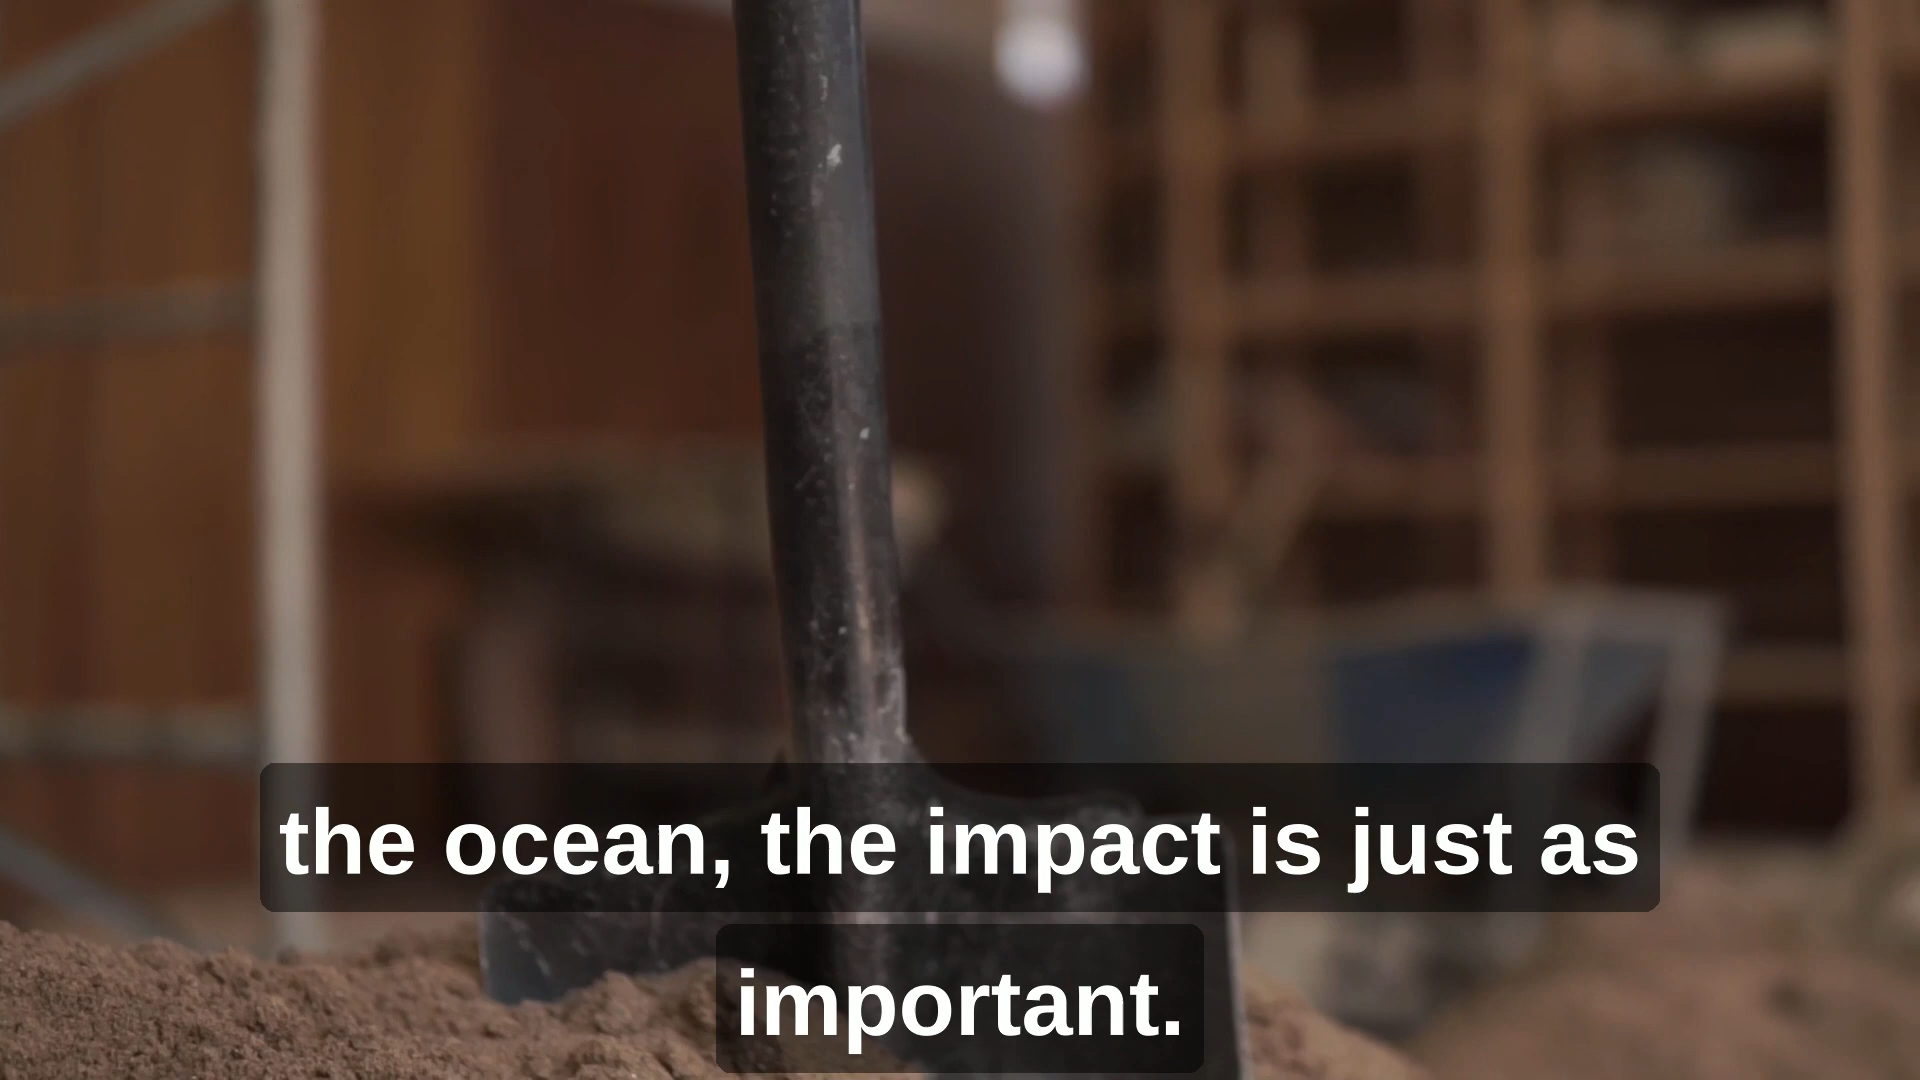 the ocean, the impact is just as
important.